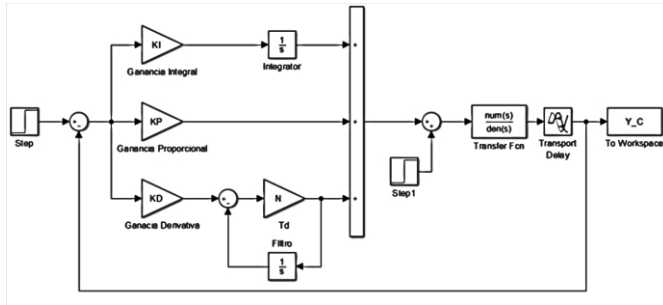 KI
Ganancia Integral
1
s
Integrator
Step
KP
Ganancia Proporcional
num(s)
den(s)
Transfer Fcn
Transport
Delay
Y_C
To Workspace
Step1
KD
Ganacia Derivativa
N
Td
Filtro
1
s